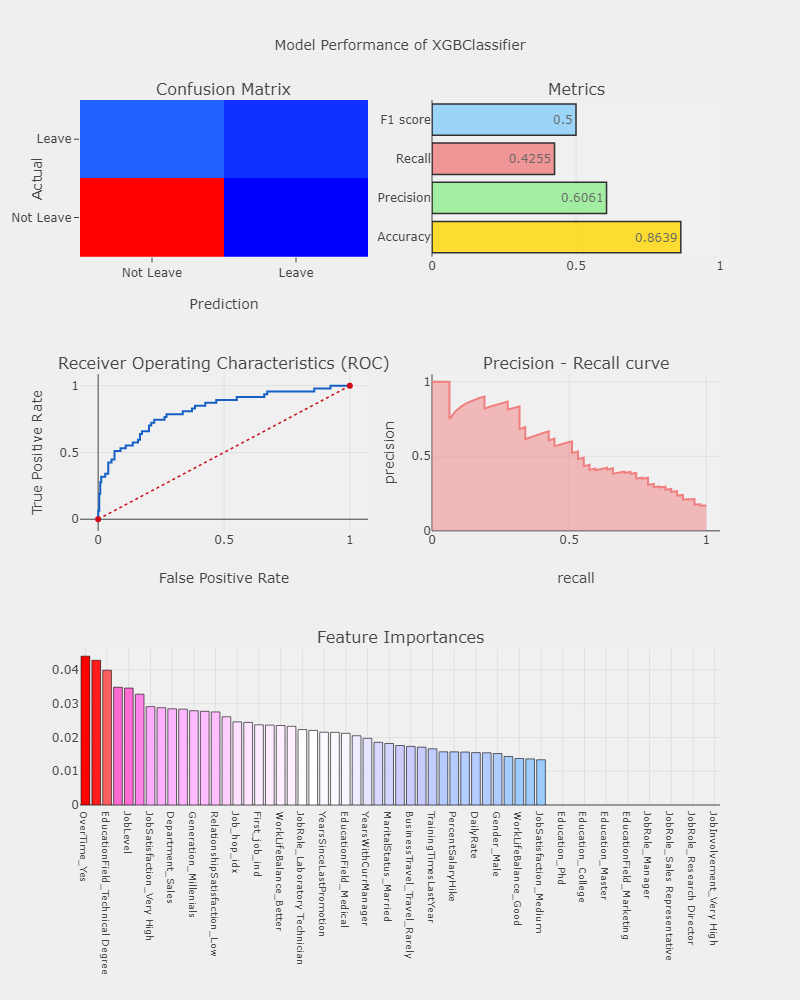 Model Performance of XGBClassifier
Confusion Matrix
Leave
Not Leave
Actual
Not Leave
Leave
Prediction
Metrics
F1 score
0.5
Recall
0.4255
Precision
0.6061
Accuracy
0.8639
0
0.5
1
Receiver Operating Characteristics (ROC)
1
0.5
0
True Positive Rate
0
0.5
1
False Positive Rate
Precision - Recall curve
1
0.5
0
precision
0
0.5
1
recall
Feature Importances
0.04
0.03
0.02
0.01
0
OverTime_Yes
EducationField_Technical Degree
JobLevel
JobSatisfaction_Very High
Department_Sales
Generation_Millenials
RelationshipSatisfaction_Low
Job_hop_idx
First_job_ind
WorkLifeBalance_Better
JobRole_Laboratory Technician
YearsSinceLastPromotion
EducationField_Medical
YearsWithCurrManager
MaritalStatus_Married
BusinessTravel_Travel_Rarely
TrainingTimesLastYear
PercentSalaryHike
DailyRate
Gender_Male
WorkLifeBalance_Good
JobSatisfaction_Medium
Education_Phd
Education_College
Education_Master
EducationField_Marketing
JobRole_Manager
JobRole_Sales Representative
JobRole_Research Director
JobInvolvement_Very High